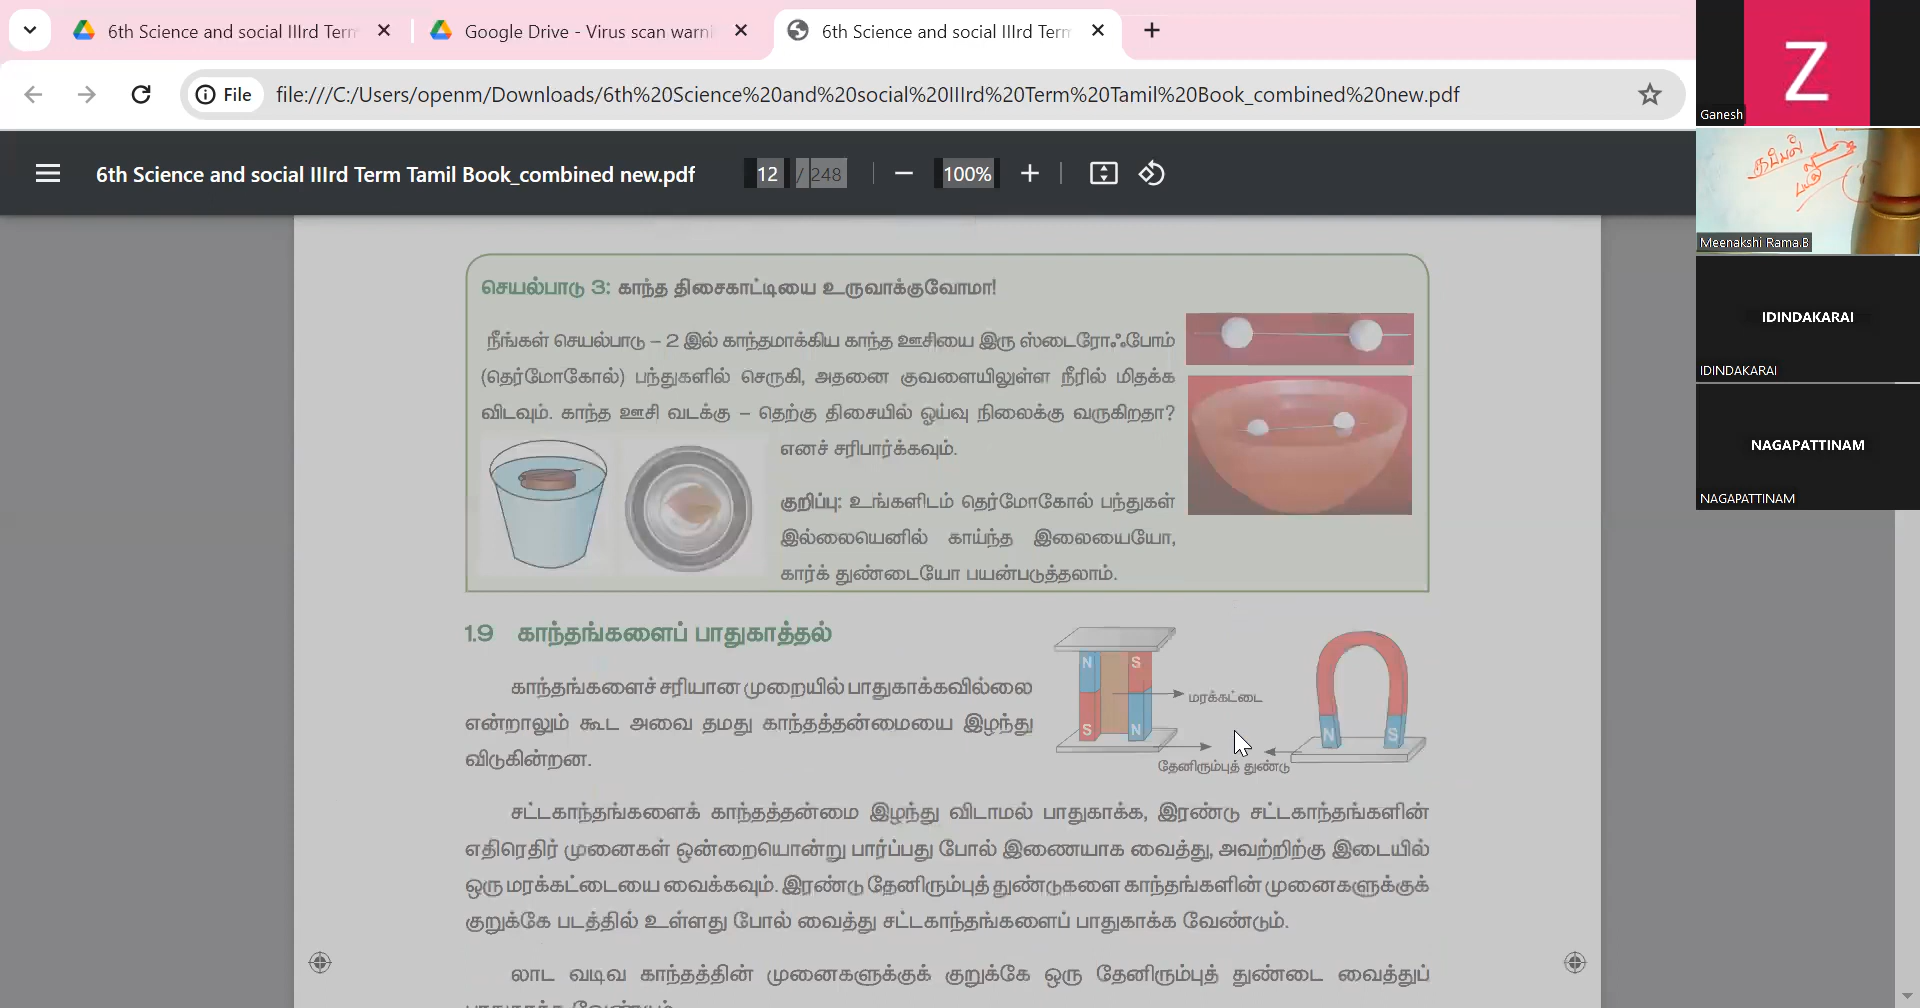 6th Science and social IIIrd Term
Google Drive - Virus scan warni
6th Science and social IIIrd Term
File
file:///C:/Users/openm/Downloads/6th%20Science%20and%20social%20IIIrd%20Term%20Tamil%20Book_combined%20new.pdf
6th Science and social IIIrd Term Tamil Book_combined new.pdf
12 / 248
100%
Z
Ganesh
Meenakshi Rama.B
IDINDAKARAI
IDINDAKARAI
NAGAPATTINAM
NAGAPATTINAM
செயல்பாடு 3: காந்த திசைகாட்டியை உருவாக்குவோமா!
நீங்கள் செயல்பாடு – 2 இல் காந்தமாக்கிய காந்த ஊசியை இரு ஸ்டைரோஃபோம்
(தெர்மோகோல்) பந்துகளில் செருகி, அதனை குவளையிலுள்ள நீரில் மிதக்க
விடவும். காந்த ஊசி வடக்கு – தெற்கு திசையில் ஓய்வு நிலைக்கு வருகிறதா?
எனச் சரிபார்க்கவும்.
குறிப்பு: உங்களிடம் தெர்மோகோல் பந்துகள்
இல்லையெனில் காய்ந்த இலையையோ,
கார்க் துண்டையோ பயன்படுத்தலாம்.
1.9 காந்தங்களைப் பாதுகாத்தல்
காந்தங்களைச் சரியான முறையில் பாதுகாக்கவில்லை
என்றாலும் கூட அவை தமது காந்தத்தன்மையை இழந்து
விடுகின்றன.
N S
S N
மரக்கட்டை
N S
தேனிரும்புத் துண்டு
சட்டகாந்தங்களைக் காந்தத்தன்மை இழந்து விடாமல் பாதுகாக்க, இரண்டு சட்டகாந்தங்களின்
எதிரெதிர் முனைகள் ஒன்றையொன்று பார்ப்பது போல் இணையாக வைத்து, அவற்றிற்கு இடையில்
ஒரு மரக்கட்டையை வைக்கவும். இரண்டு தேனிரும்புத் துண்டுகளை காந்தங்களின் முனைகளுக்குக்
குறுக்கே படத்தில் உள்ளது போல் வைத்து சட்டகாந்தங்களைப் பாதுகாக்க வேண்டும்.
லாட வடிவ காந்தத்தின் முனைகளுக்குக் குறுக்கே ஒரு தேனிரும்புத் துண்டை வைத்துப்